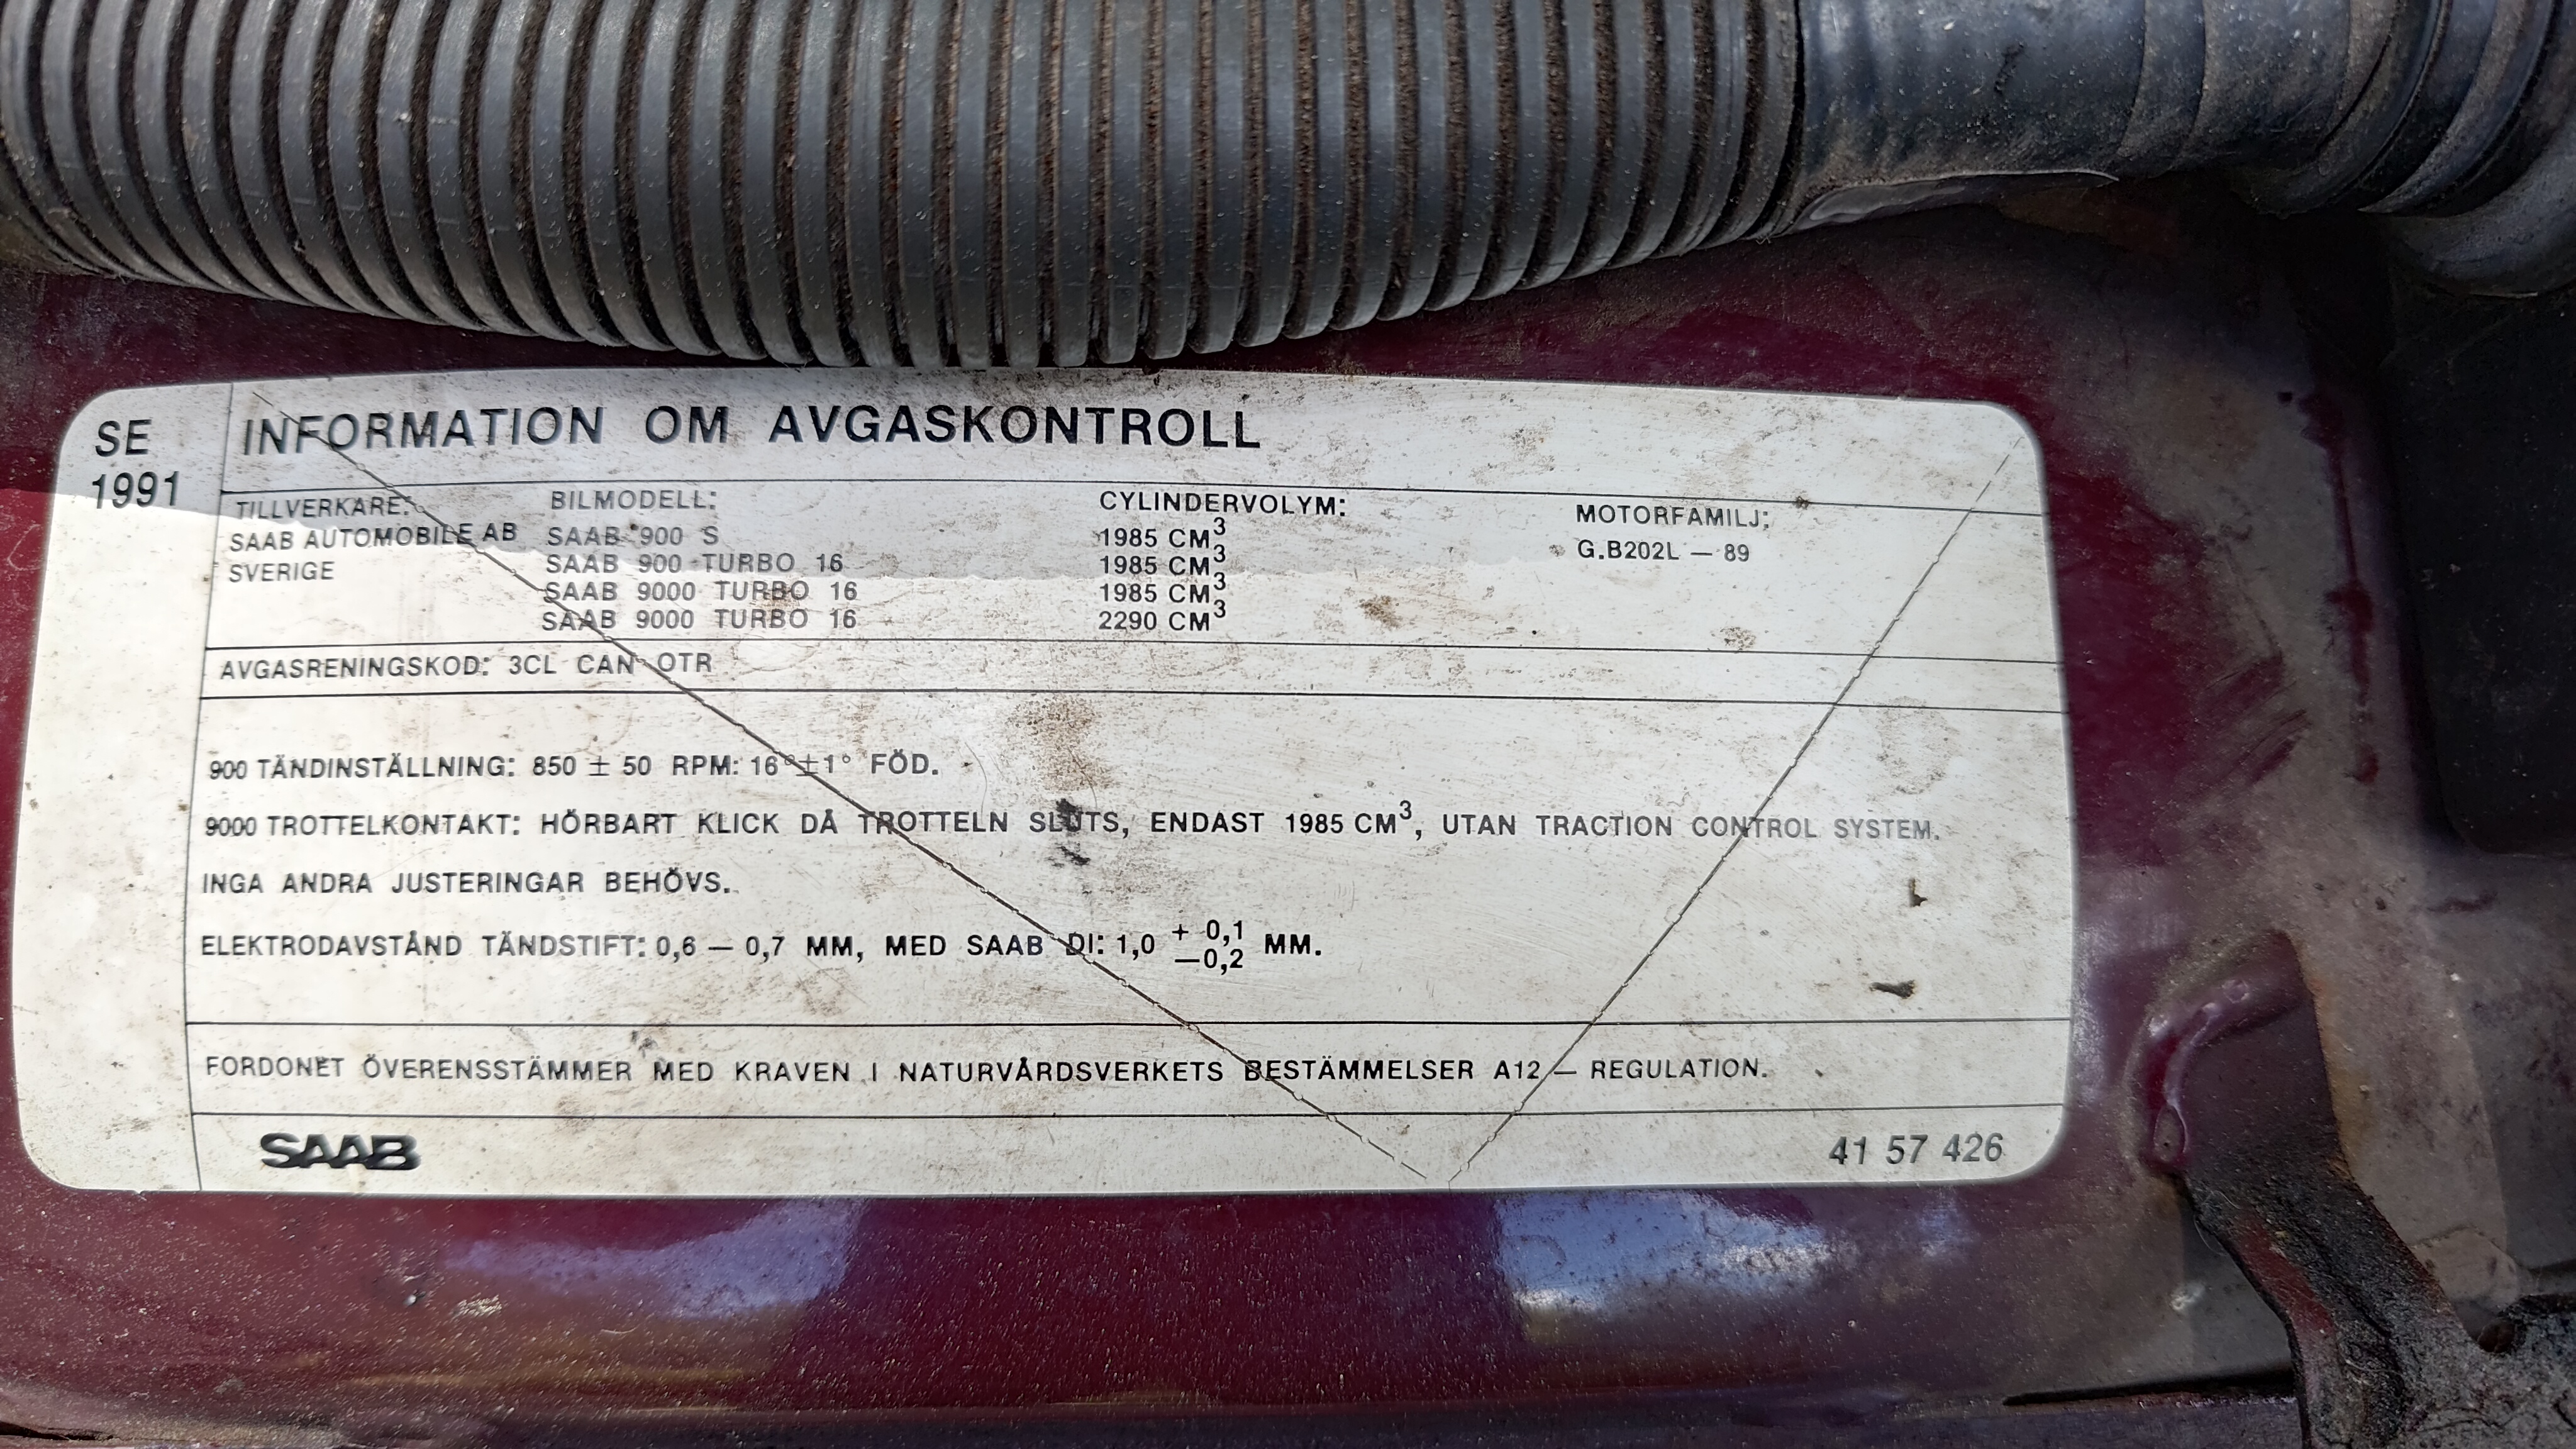 SE
1991
INFORMATION OM AVGASKONTROLL
TILLVERKARE: BILMODELL: CYLINDERVOLYM: MOTORFAMILJ:
SAAB AUTOMOBILE AB SAAB 900 S 1985 CM³ G.B202L — 89
SVERIGE SAAB 900 TURBO 16 1985 CM³
SAAB 9000 TURBO 16 1985 CM³
SAAB 9000 TURBO 16 2290 CM³
AVGASRENINGSKOD: 3CL CAN OTR
900 TÄNDINSTÄLLNING: 850 ± 50 RPM: 16° ±1° FÖD.
9000 TROTTELKONTAKT: HÖRBART KLICK DÅ TROTTELN SLUTS, ENDAST 1985 CM³, UTAN TRACTION CONTROL SYSTEM.
INGA ANDRA JUSTERINGAR BEHÖVS.
ELEKTRODAVSTÅND TÄNDSTIFT: 0,6 — 0,7 MM, MED SAAB DI: 1,0 + 0,1 —0,2 MM.
FORDONET ÖVERENSSTÄMMER MED KRAVEN I NATURVÅRDSVERKETS BESTÄMMELSER A12 — REGULATION.
SAAB 41 57 426